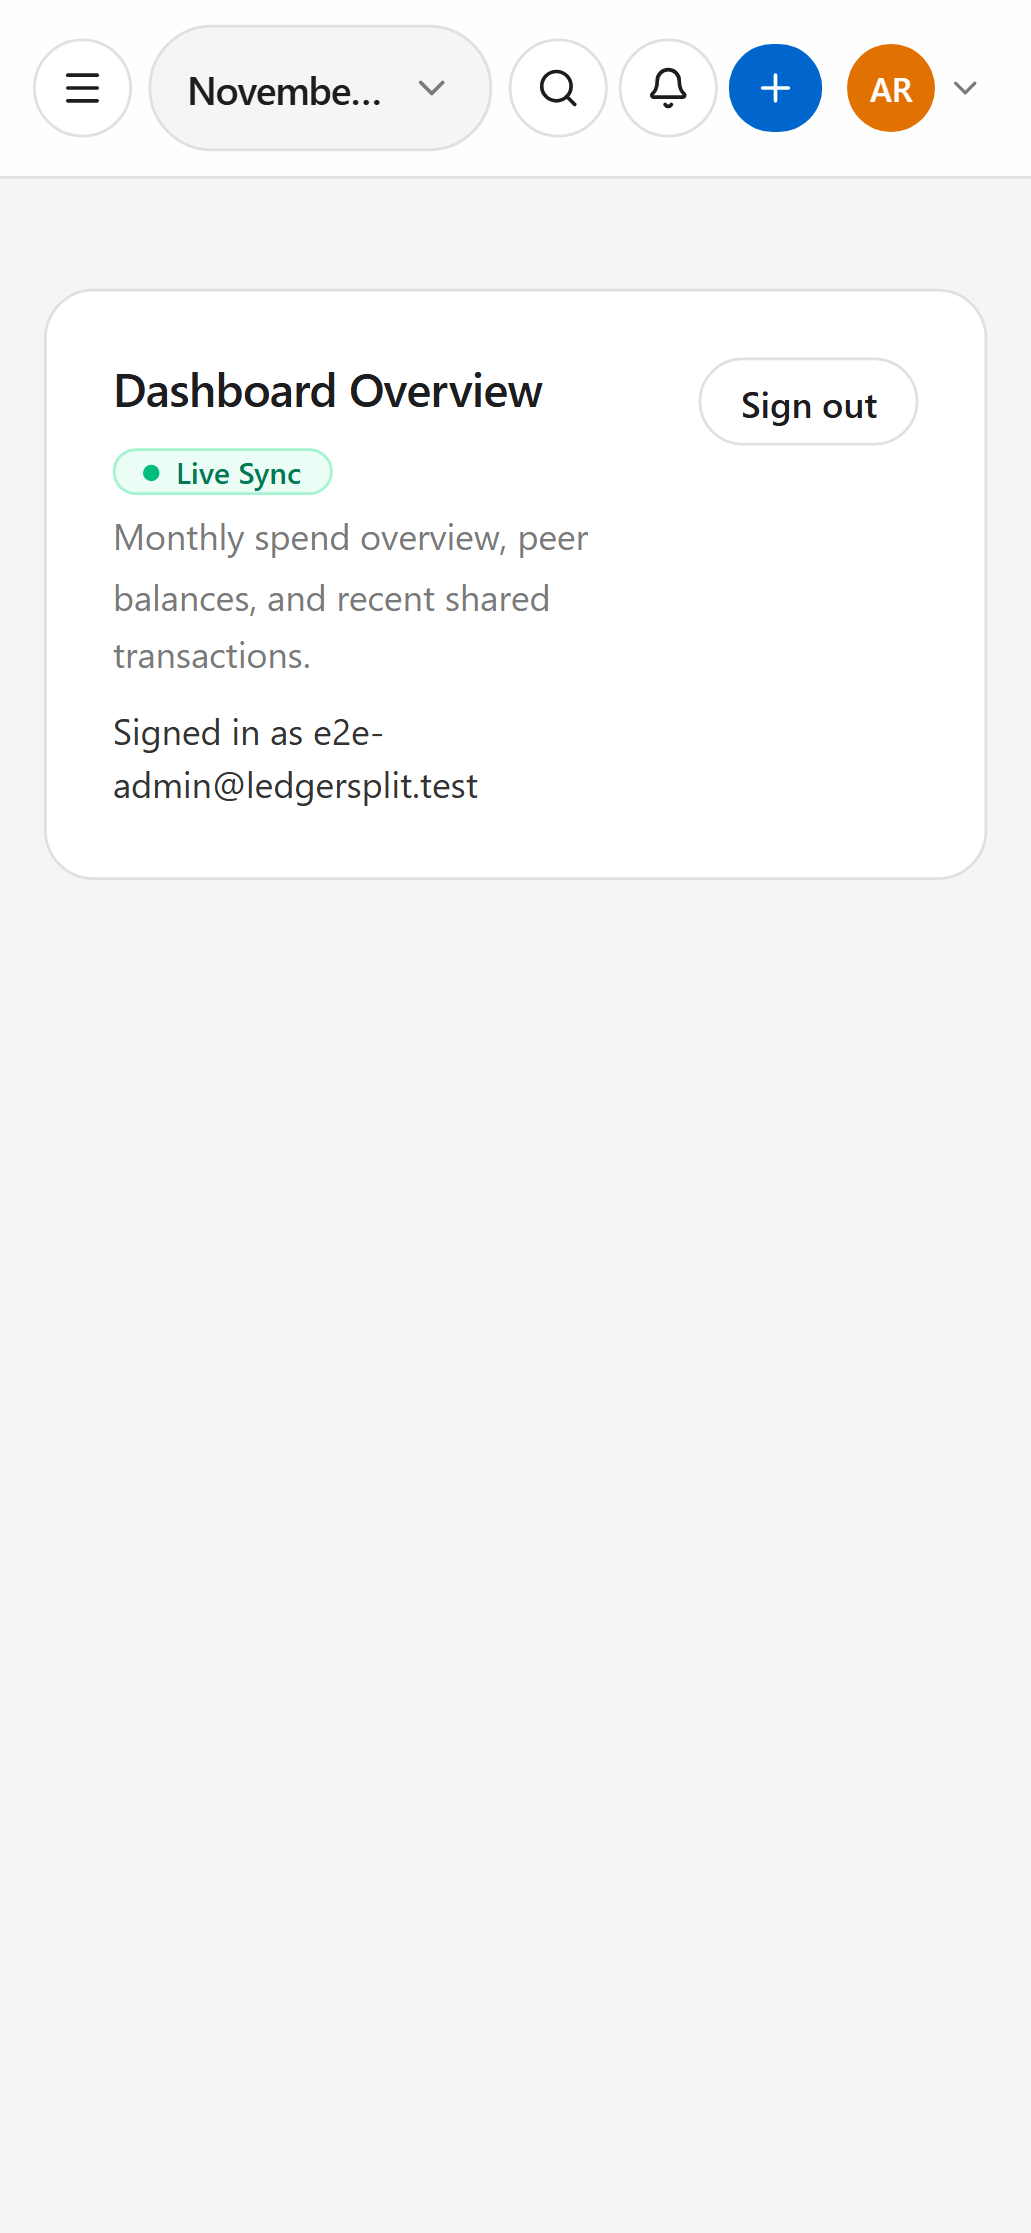 Novembe...
AR
Dashboard Overview
Sign out
Live Sync
Monthly spend overview, peer
balances, and recent shared
transactions.
Signed in as e2e-
admin@ledgersplit.test